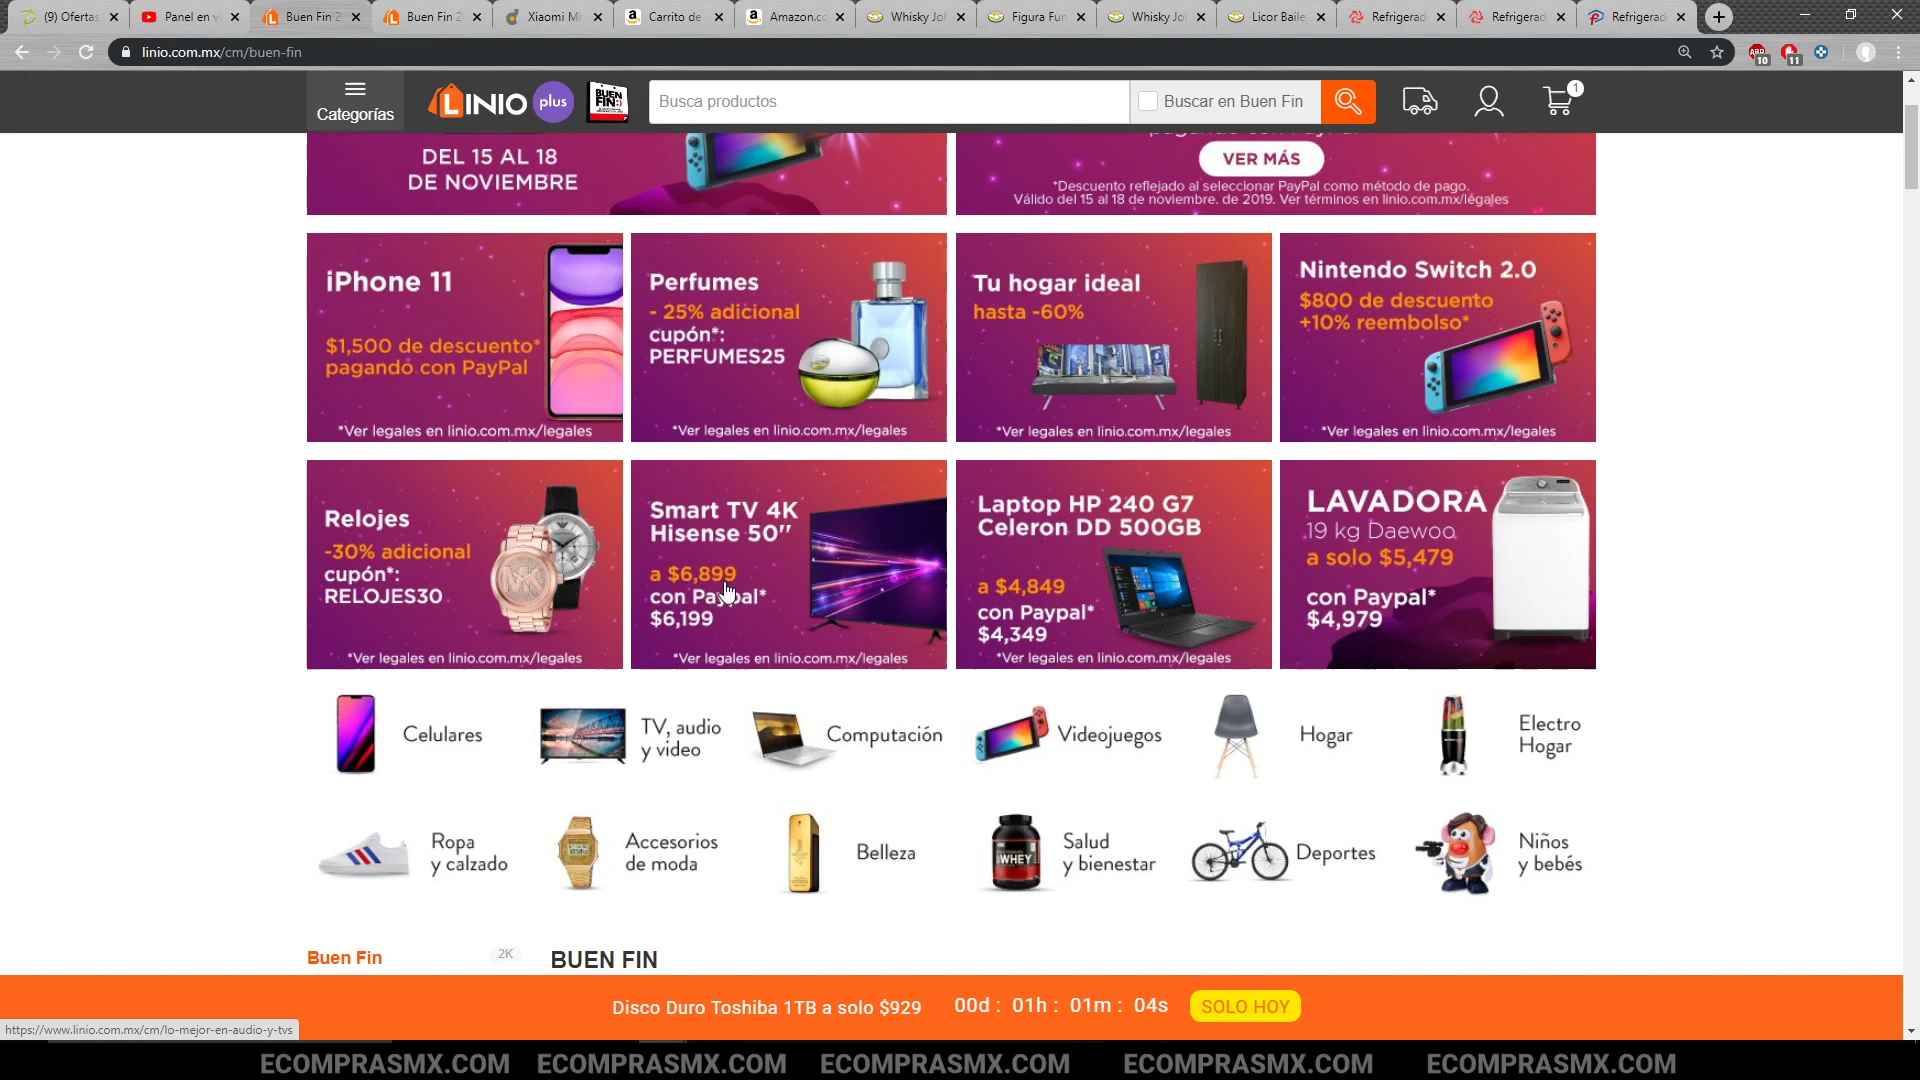 (9) Ofertas
Panel en v
Buen Fin 2
Buen Fin 2
Xiaomi Mi
Carrito de
Amazon.co
Whisky Jo
Figura Fun
Whisky Jo
Licor Baile
Refrigerad
Refrigerad
Refrigerad
linio.com.mx/cm/buen-fin
ABP
10
11
Categorías
LINIO plus
BUEN FIN
Busca productos
Buscar en Buen Fin
1
DEL 15 AL 18
DE NOVIEMBRE
pagando con PayPal
VER MÁS
*Descuento reflejado al seleccionar PayPal como método de pago.
Válido del 15 al 18 de noviembre. de 2019. Ver términos en linio.com.mx/légajes
iPhone 11
$1,500 de descuento*
pagando con PayPal
*Ver legales en linio.com.mx/legales
Perfumes
- 25% adicional
cupón*:
PERFUMES25
*Ver legales en linio.com.mx/legales
Tu hogar ideal
hasta -60%
*Ver legales en linio.com.mx/legales
Nintendo Switch 2.0
$800 de descuento
+10% reembolso*
*Ver legales en linio.com.mx/legales
Relojes
-30% adicional
cupón*:
RELOJES30
*Ver legales en linio.com.mx/legales
Smart TV 4K
Hisense 50"
a $6,899
con Paypal*
$6,199
*Ver legales en linio.com.mx/legales
Laptop HP 240 G7
Celeron DD 500GB
a $4,849
con Paypal*
$4,349
*Ver legales en linio.com.mx/legales
LAVADORA
19 kg Daewoo
a solo $5,479
con Paypal*
$4,979
Celulares
TV, audio
y video
Computación
Videojuegos
Hogar
Electro
Hogar
Ropa
y calzado
Accesorios
de moda
Belleza
WHEY
Salud
y bienestar
Deportes
Niños
y bebés
Buen Fin
2K
BUEN FIN
Disco Duro Toshiba 1TB a solo $929
00d : 01h : 01m : 04s
SOLO HOY
https://www.linio.com.mx/cm/lo-mejor-en-audio-y-tvs
ECOMPRASMX.COM ECOMPRASMX.COM ECOMPRASMX.COM ECOMPRASMX.COM ECOMPRASMX.COM